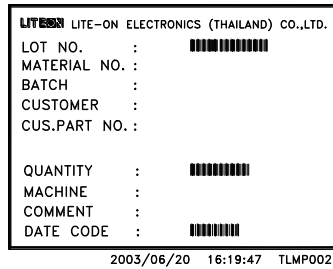 LITEON LITE-ON ELECTRONICS (THAILAND) CO.,LTD.
LOT NO. :
MATERIAL NO. :
BATCH :
CUSTOMER :
CUS.PART NO. :
QUANTITY :
MACHINE :
COMMENT :
DATE CODE :
2003/06/20 16:19:47 TLMP002